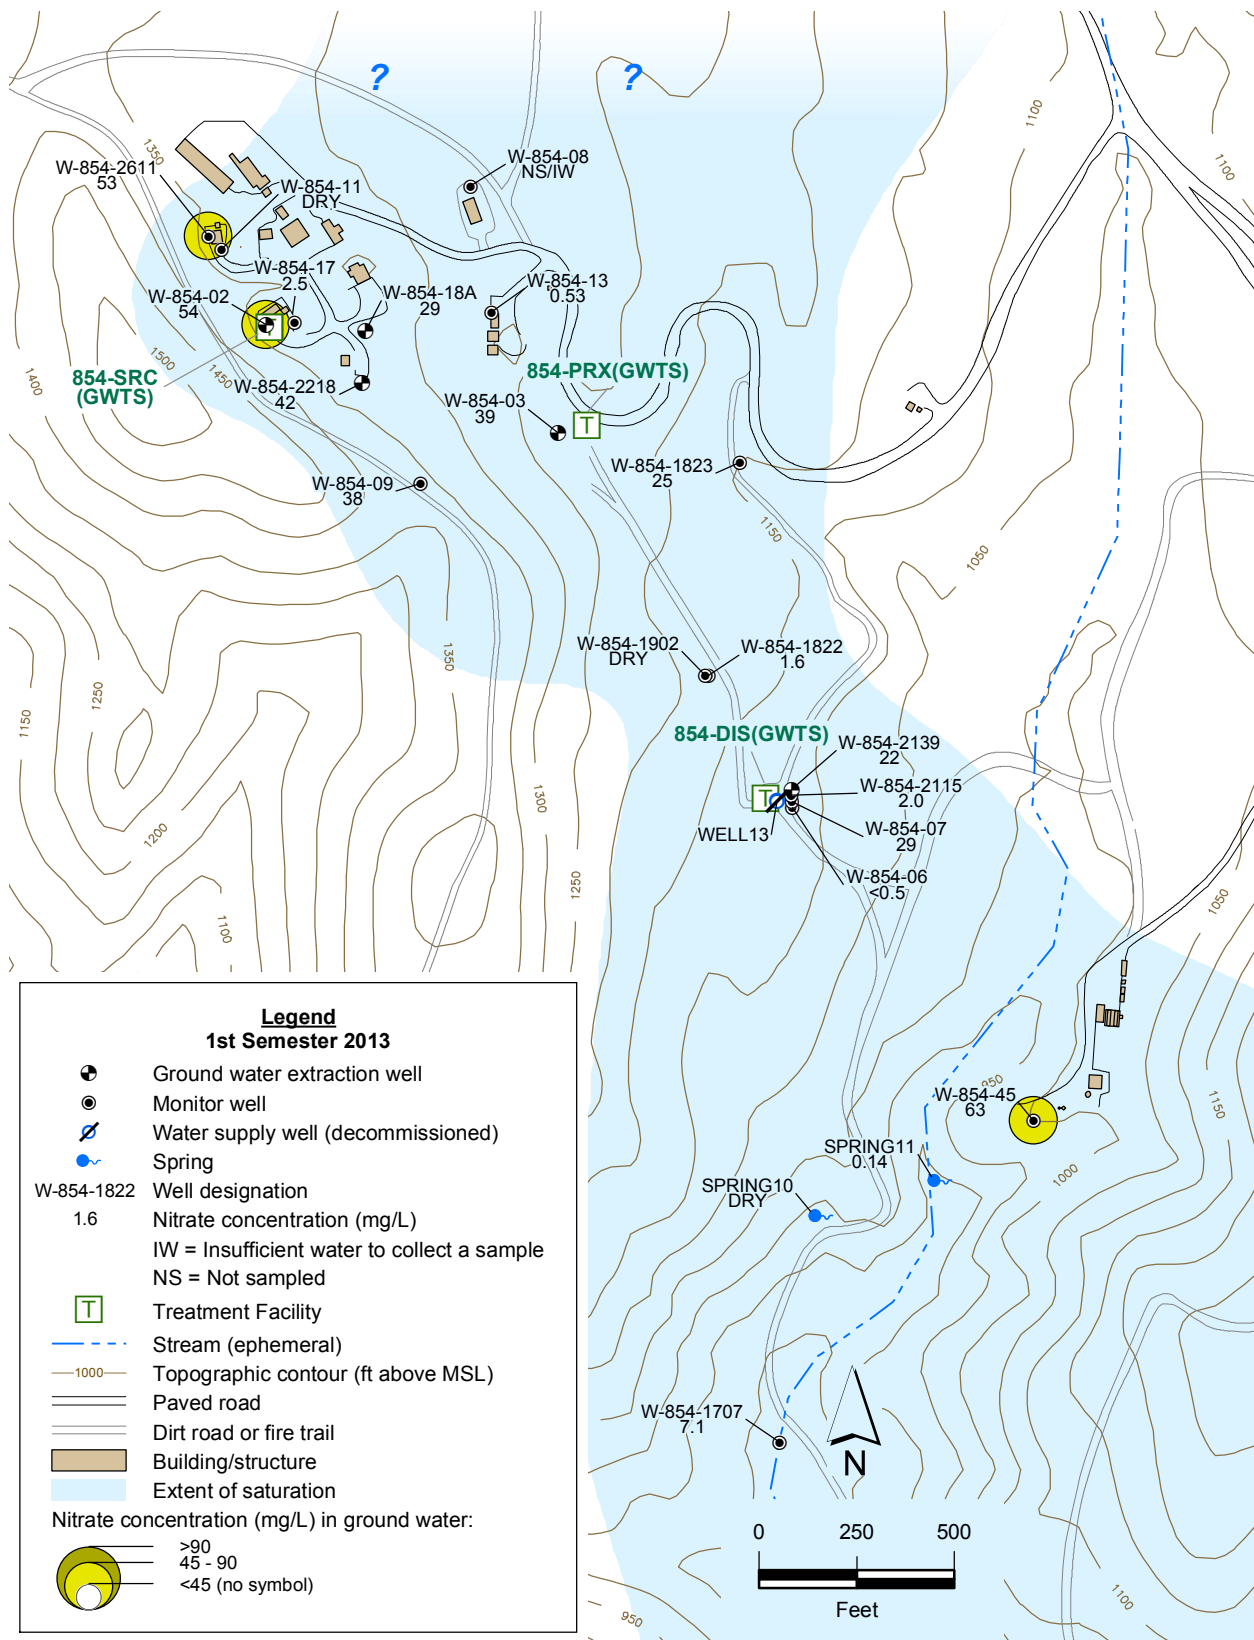 ?
?
1100
1100
1350
W-854-2611
53
W-854-08
NS/IW
W-854-11
DRY
W-854-17
2.5
W-854-02
54
W-854-18A
29
W-854-13
0.53
1500
1450
1400
854-SRC
(GWTS)
W-854-2218
42
854-PRX(GWTS)
T
T
W-854-03
39
W-854-1823
25
W-854-09
38
1150
1050
1350
W-854-1902
DRY
W-854-1822
1.6
1250
1150
854-DIS(GWTS)
W-854-2139
22
T
W-854-2115
2.0
WELL13
W-854-07
29
W-854-06
<0.5
1300
1200
1250
1100
1050
Legend
1st Semester 2013
Ground water extraction well
Monitor well
Water supply well (decommissioned)
Spring
W-854-1822 Well designation
1.6 Nitrate concentration (mg/L)
IW = Insufficient water to collect a sample
NS = Not sampled
T Treatment Facility
Stream (ephemeral)
1000 Topographic contour (ft above MSL)
Paved road
Dirt road or fire trail
Building/structure
Extent of saturation
Nitrate concentration (mg/L) in ground water:
>90
45 - 90
<45 (no symbol)
950
W-854-45
63
1150
SPRING11
0.14
1000
SPRING10
DRY
W-854-1707
7.1
N
0 250 500
Feet
950
1100